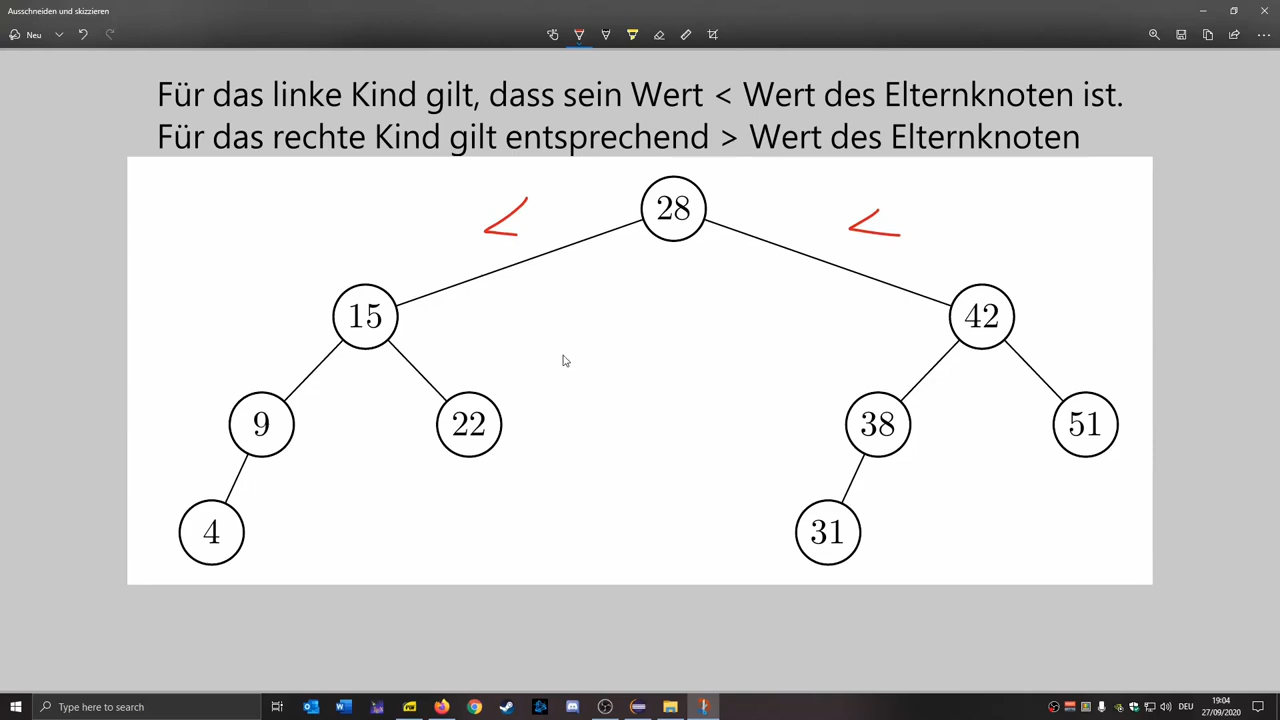 Ausschneiden und skizzieren
Neu
Für das linke Kind gilt, dass sein Wert < Wert des Elternknoten ist.
Für das rechte Kind gilt entsprechend > Wert des Elternknoten
28
< <
15 42
9 22 38 51
4 31
Type here to search
DEU
19:04
27/09/2020